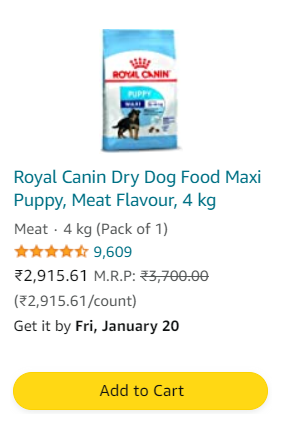 ROYAL CANIN
PUPPY
MAXI
Royal Canin Dry Dog Food Maxi
Puppy, Meat Flavour, 4 kg
Meat · 4 kg (Pack of 1)
9,609
₹2,915.61 M.R.P: ₹3,700.00
(₹2,915.61/count)
Get it by Fri, January 20
Add to Cart